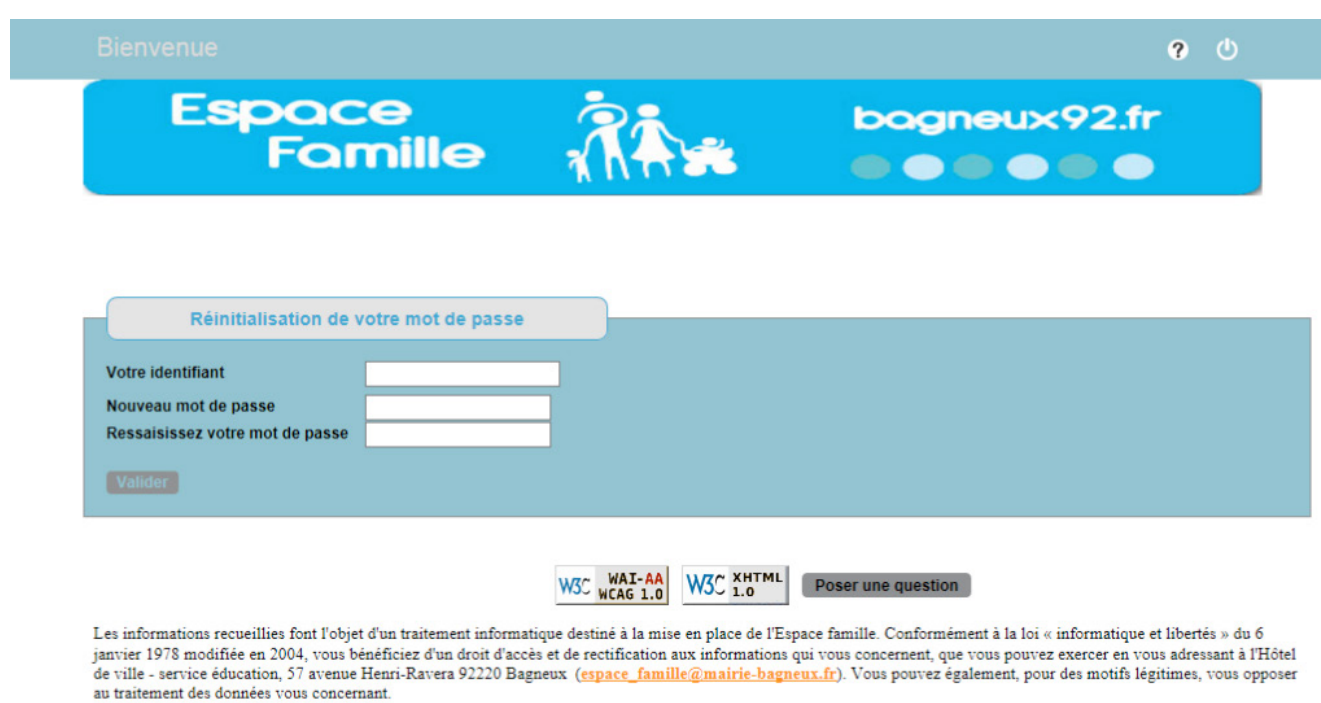 Bienvenue
?
Espace
Famille
bagneux92.fr
Réinitialisation de votre mot de passe
Votre identifiant
Nouveau mot de passe
Ressaisissez votre mot de passe
Valider
W3C WAI-AA WCAG 1.0
W3C XHTML 1.0
Poser une question
Les informations recueillies font l'objet d'un traitement informatique destiné à la mise en place de l'Espace famille. Conformément à la loi « informatique et libertés » du 6
janvier 1978 modifiée en 2004, vous bénéficiez d'un droit d'accès et de rectification aux informations qui vous concernent, que vous pouvez exercer en vous adressant à l'Hôtel
de ville - service éducation, 57 avenue Henri-Ravera 92220 Bagneux (espace_famille@mairie-bagneux.fr). Vous pouvez également, pour des motifs légitimes, vous opposer
au traitement des données vous concernant.